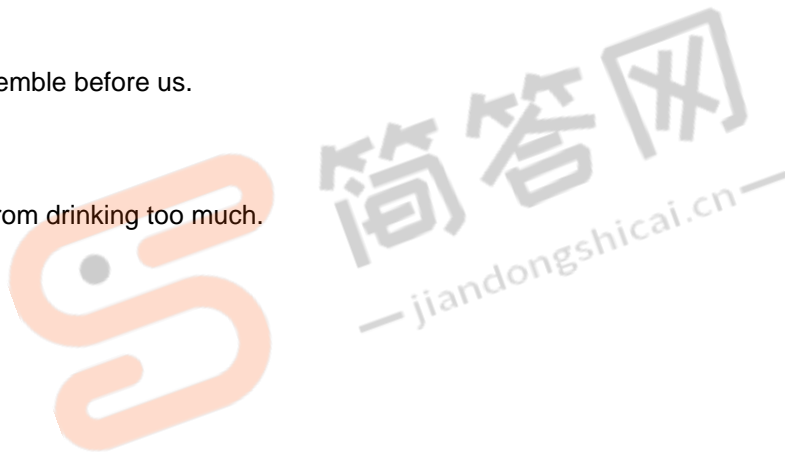 emble before us.
简答网
rom drinking too much.
— jiandongshicai.cn —